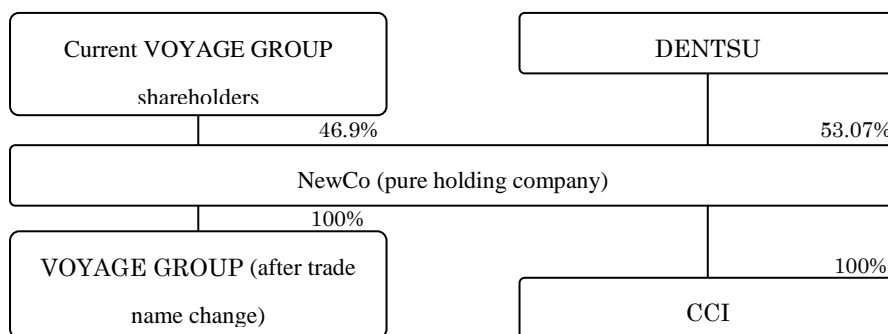 Current VOYAGE GROUP
shareholders
DENTSU
46.9%
53.07%
NewCo (pure holding company)
100%
VOYAGE GROUP (after trade
name change)
100%
CCI